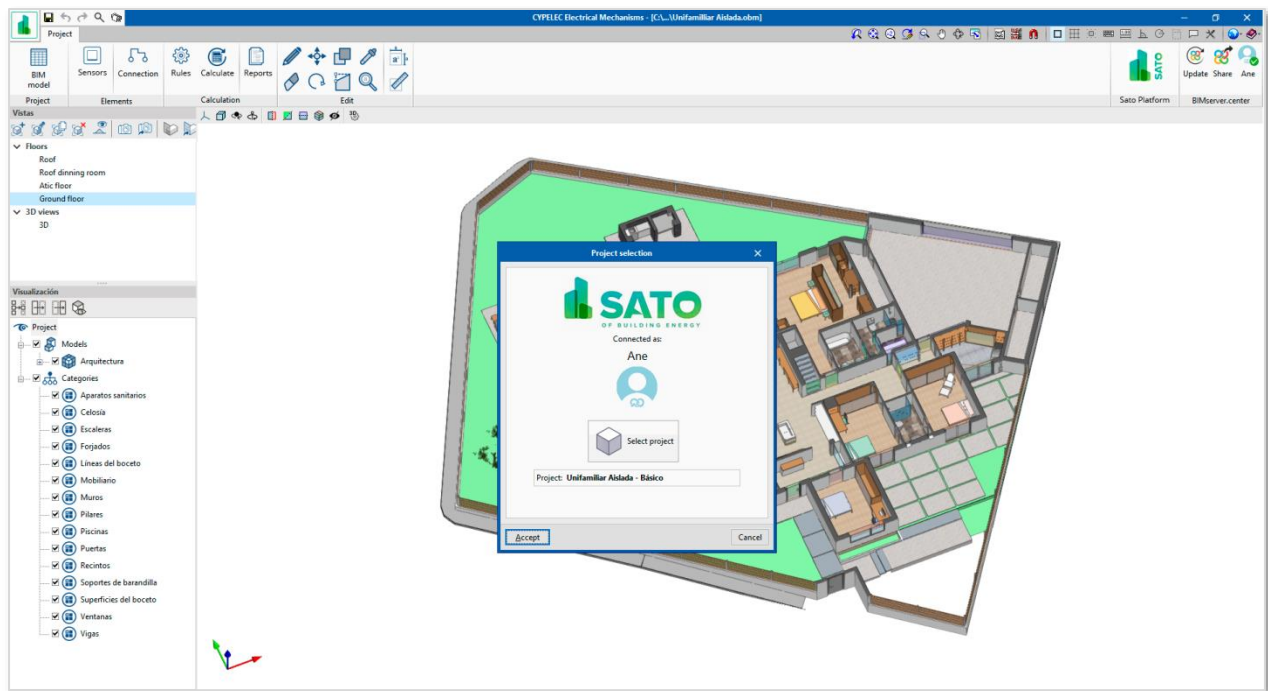 CYPELEC Electrical Mechanisms - [C:\...\Unifamilliar Aislada.obm]
Project
BIM model
Sensors
Connection
Rules
Calculate
Reports
SATO
Update
Share
Ane
Project
Elements
Calculation
Edit
Sato Platform
BIMserver.center
Vistas
Floors
Roof
Roof dinning room
Atic floor
Ground floor
3D views
3D
Visualización
Project
Models
Arquitectura
Categories
Aparatos sanitarios
Celosía
Escaleras
Forjados
Líneas del boceto
Mobiliario
Muros
Pilares
Piscinas
Puertas
Recintos
Soportes de barandilla
Superficies del boceto
Ventanas
Vigas
Project selection
SATO
OF BUILDING ENERGY
Connected as:
Ane
Select project
Project: Unifamiliar Aislada - Básico
Accept
Cancel